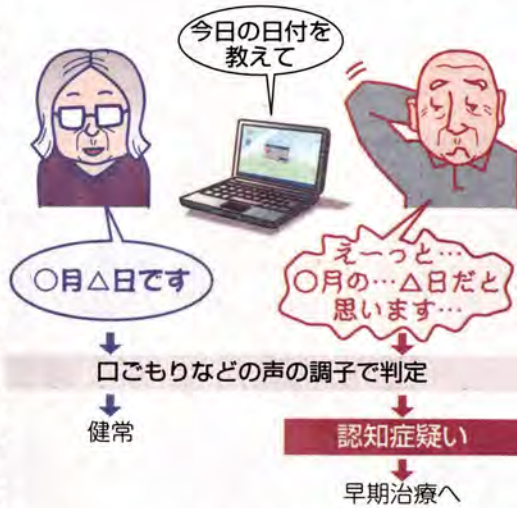 今日の日付を
教えて
○月△日です
えーっと…
○月の…△日だと
思います…
口ごもりなどの声の調子で判定
健常
認知症疑い
早期治療へ